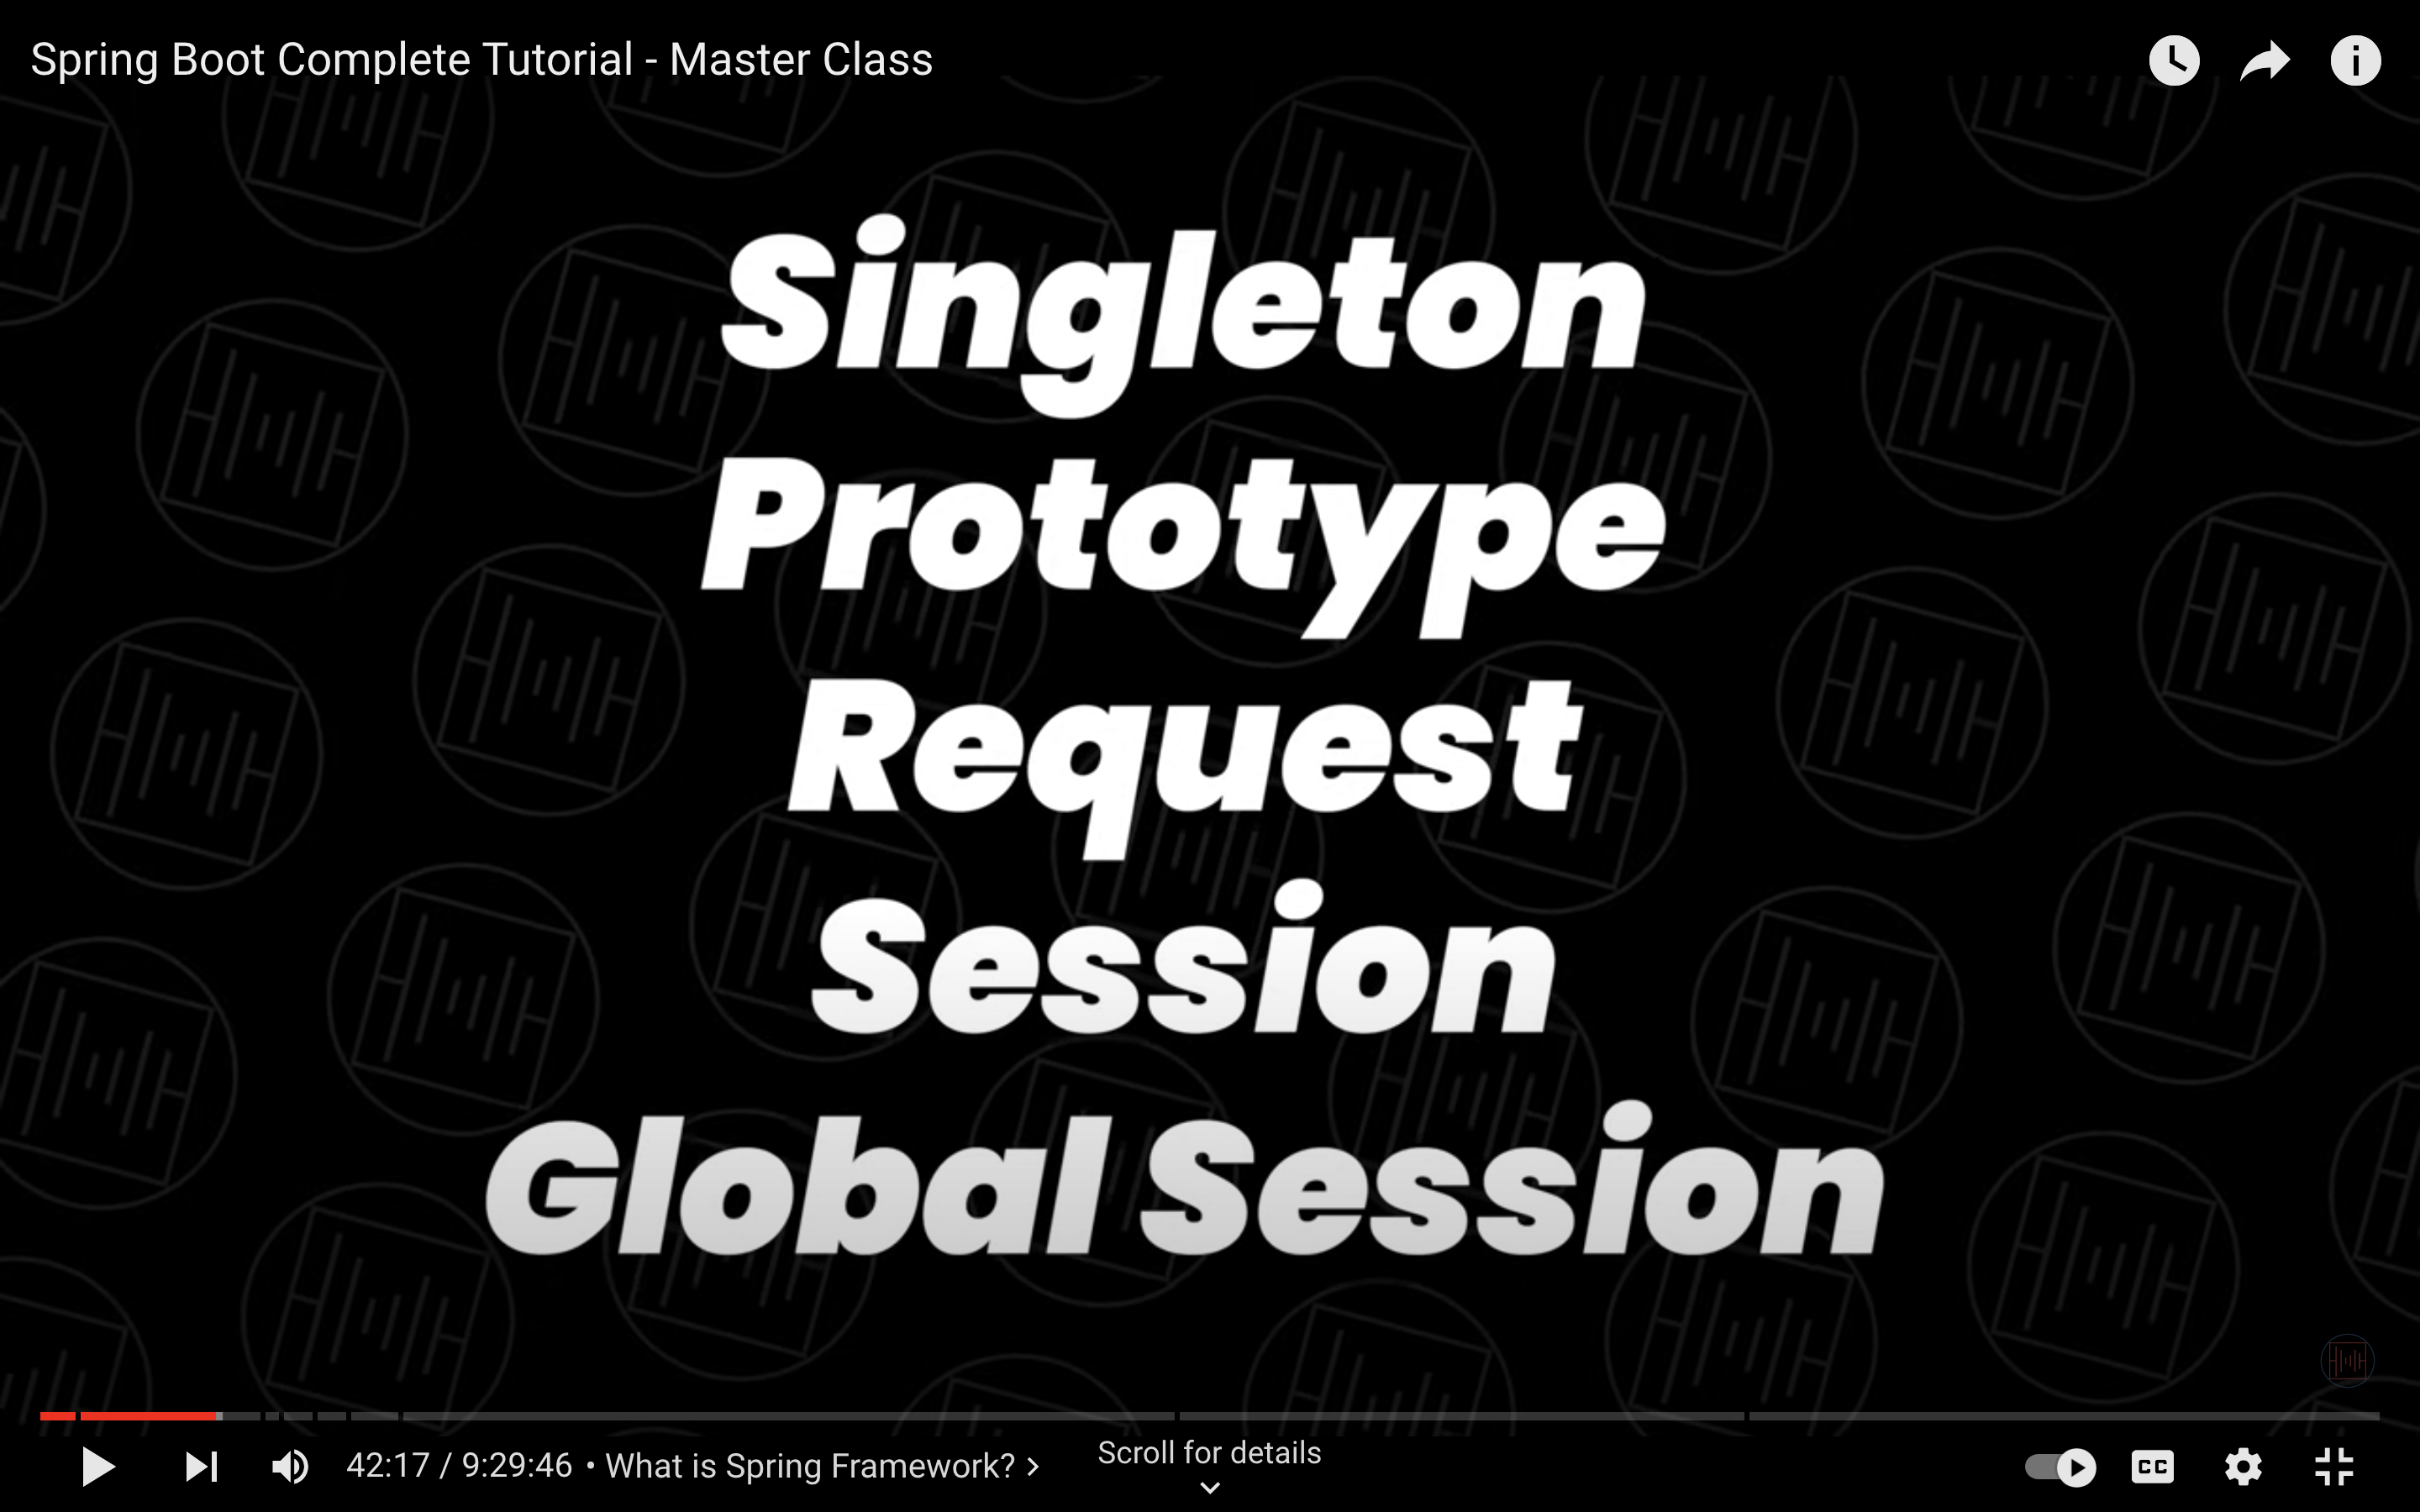 Spring Boot Complete Tutorial - Master Class
Singleton
Prototype
Request
Session
Global Session
42:17 / 9:29:46 • What is Spring Framework?
Scroll for details
CC